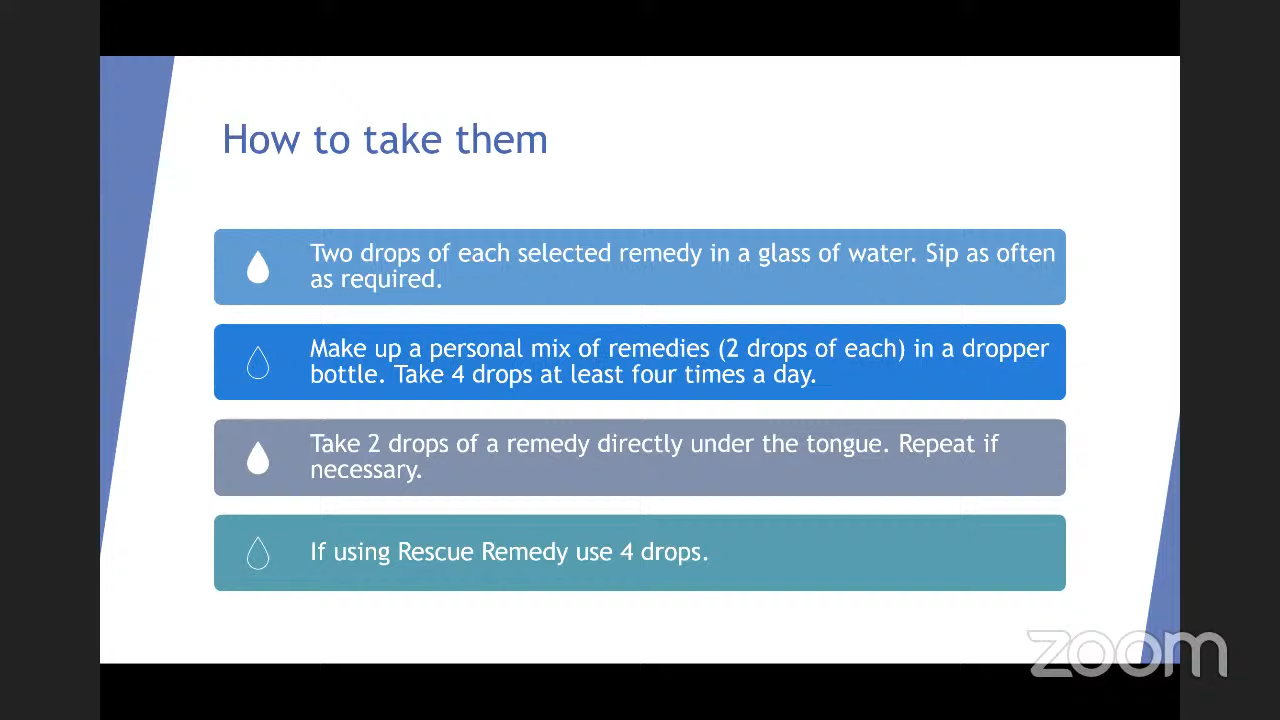 How to take them
Two drops of each selected remedy in a glass of water. Sip as often
as required.
Make up a personal mix of remedies (2 drops of each) in a dropper
bottle. Take 4 drops at least four times a day.
Take 2 drops of a remedy directly under the tongue. Repeat if
necessary.
If using Rescue Remedy use 4 drops.
zoom